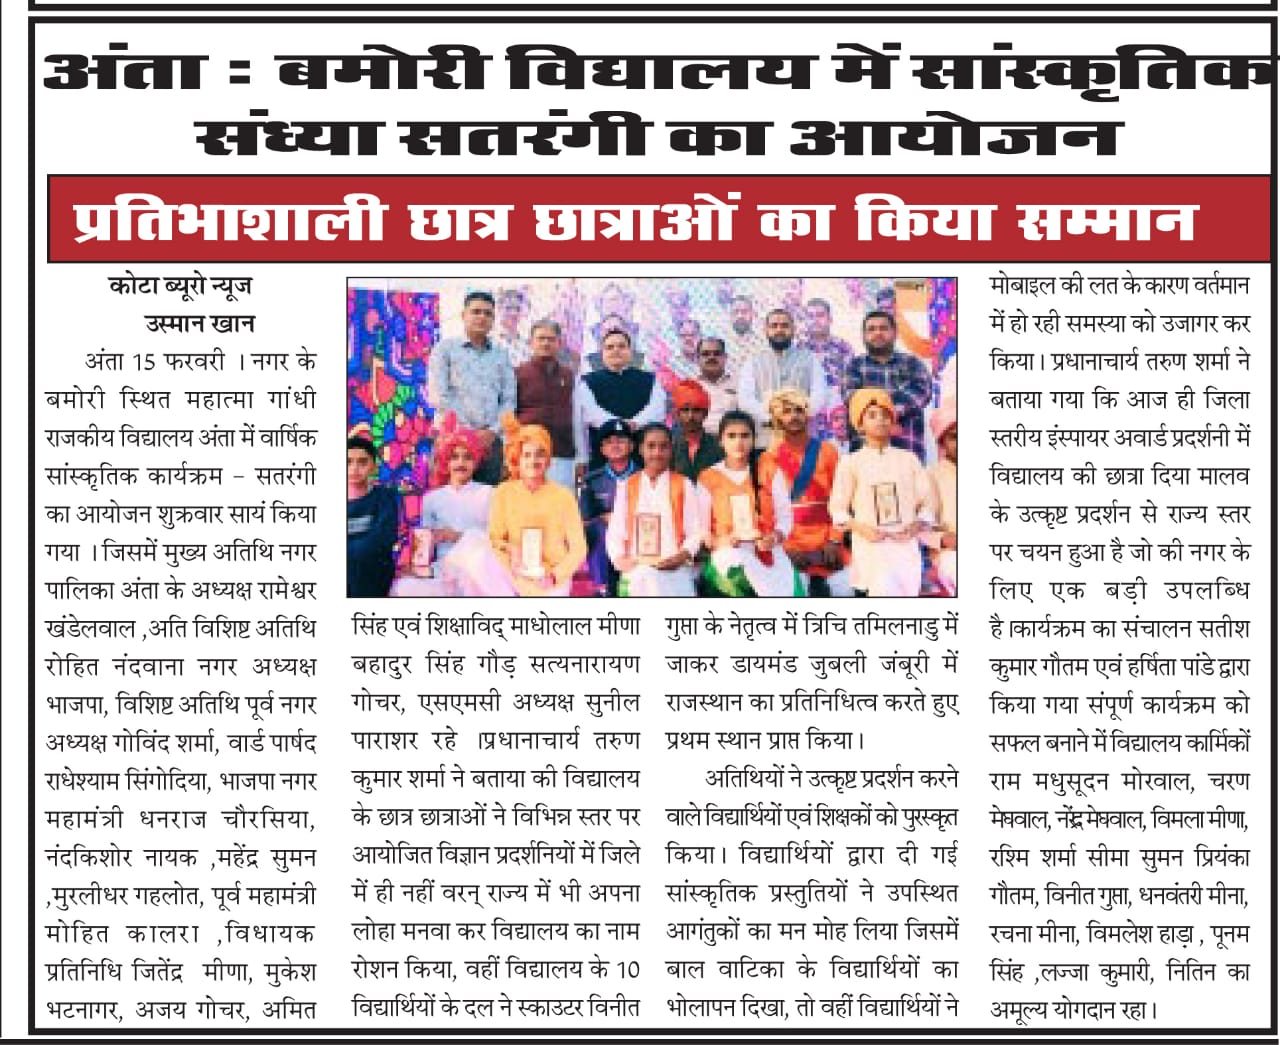 अंता : बमोरी विद्यालय में सांस्कृतिक
संध्या सतरंगी का आयोजन
प्रतिभाशाली छात्र छात्राओं का किया सम्मान
कोटा ब्यूरो न्यूज
उस्मान खान
अंता 15 फरवरी । नगर के
बमोरी स्थित महात्मा गांधी
राजकीय विद्यालय अंता में वार्षिक
सांस्कृतिक कार्यक्रम – सतरंगी
का आयोजन शुक्रवार सायं किया
गया । जिसमें मुख्य अतिथि नगर
पालिका अंता के अध्यक्ष रामेश्वर
खंडेलवाल ,अति विशिष्ट अतिथि
रोहित नंदवाना नगर अध्यक्ष
भाजपा, विशिष्ट अतिथि पूर्व नगर
अध्यक्ष गोविंद शर्मा, वार्ड पार्षद
राधेश्याम सिंगोदिया, भाजपा नगर
महामंत्री धनराज चौरसिया,
नंदकिशोर नायक ,महेंद्र सुमन
,मुरलीधर गहलोत, पूर्व महामंत्री
मोहित कालरा ,विधायक
प्रतिनिधि जितेंद्र मीणा, मुकेश
भटनागर, अजय गोचर, अमित
सिंह एवं शिक्षाविद् माधोलाल मीणा
बहादुर सिंह गौड़ सत्यनारायण
गोचर, एसएमसी अध्यक्ष सुनील
पाराशर रहे ।प्रधानाचार्य तरुण
कुमार शर्मा ने बताया की विद्यालय
के छात्र छात्राओं ने विभिन्न स्तर पर
आयोजित विज्ञान प्रदर्शनियों में जिले
में ही नहीं वरन् राज्य में भी अपना
लोहा मनवा कर विद्यालय का नाम
रोशन किया, वहीं विद्यालय के 10
विद्यार्थियों के दल ने स्काउटर विनीत
गुप्ता के नेतृत्व में त्रिचि तमिलनाडु में
जाकर डायमंड जुबली जंबूरी में
राजस्थान का प्रतिनिधित्व करते हुए
प्रथम स्थान प्राप्त किया।
अतिथियों ने उत्कृष्ट प्रदर्शन करने
वाले विद्यार्थियों एवं शिक्षकों को पुरस्कृत
किया। विद्यार्थियों द्वारा दी गई
सांस्कृतिक प्रस्तुतियों ने उपस्थित
आगंतुकों का मन मोह लिया जिसमें
बाल वाटिका के विद्यार्थियों का
भोलापन दिखा, तो वहीं विद्यार्थियों ने
मोबाइल की लत के कारण वर्तमान
में हो रही समस्या को उजागर कर
किया। प्रधानाचार्य तरुण शर्मा ने
बताया गया कि आज ही जिला
स्तरीय इंस्पायर अवार्ड प्रदर्शनी में
विद्यालय की छात्रा दिया मालव
के उत्कृष्ट प्रदर्शन से राज्य स्तर
पर चयन हुआ है जो की नगर के
लिए एक बड़ी उपलब्धि
है।कार्यक्रम का संचालन सतीश
कुमार गौतम एवं हर्षिता पांडे द्वारा
किया गया संपूर्ण कार्यक्रम को
सफल बनाने में विद्यालय कार्मिकों
राम मधुसूदन मोरवाल, चरण
मेघवाल, नरेंद्र मेघवाल, विमला मीणा,
रश्मि शर्मा सीमा सुमन प्रियंका
गौतम, विनीत गुप्ता, धनवंतरी मीना,
रचना मीना, विमलेश हाड़ा , पूनम
सिंह ,लज्जा कुमारी, नितिन का
अमूल्य योगदान रहा।